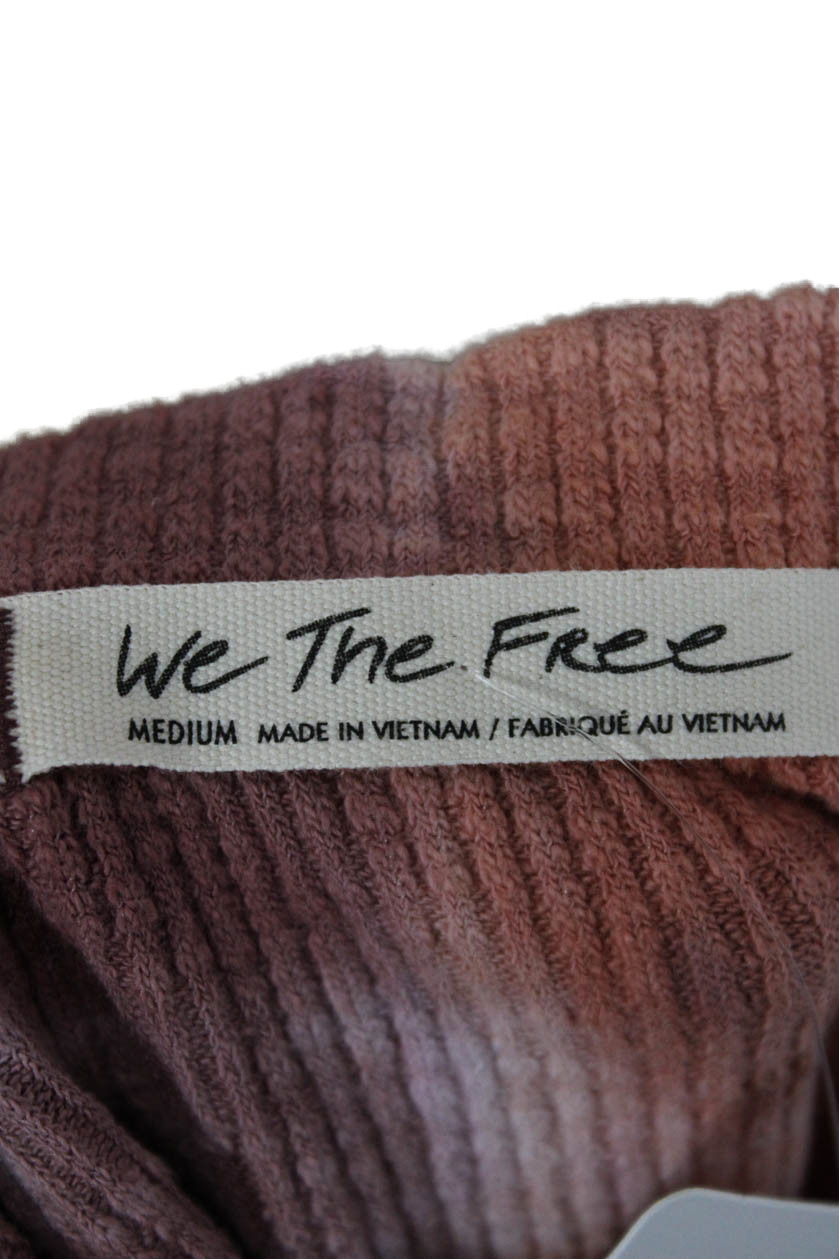 We The Free
MEDIUM MADE IN VIETNAM / FABRIQUÉ AU VIETNAM